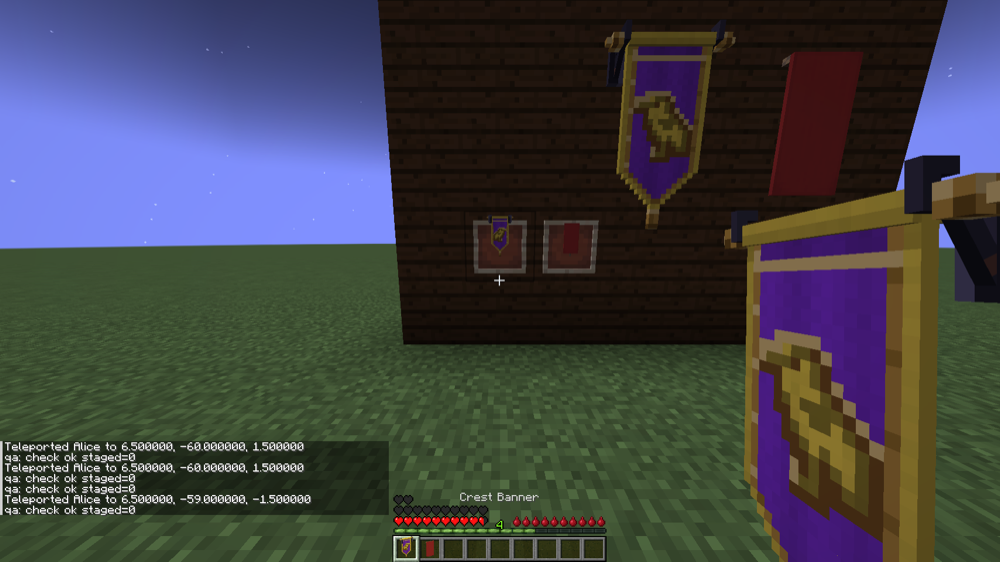 Teleported Alice to 6.500000, -60.000000, 1.500000
qa: check ok staged=0
Teleported Alice to 6.500000, -60.000000, 1.500000
qa: check ok staged=0
qa: check ok staged=0
Teleported Alice to 6.500000, -59.000000, -1.500000
qa: check ok staged=0
Crest Banner
4